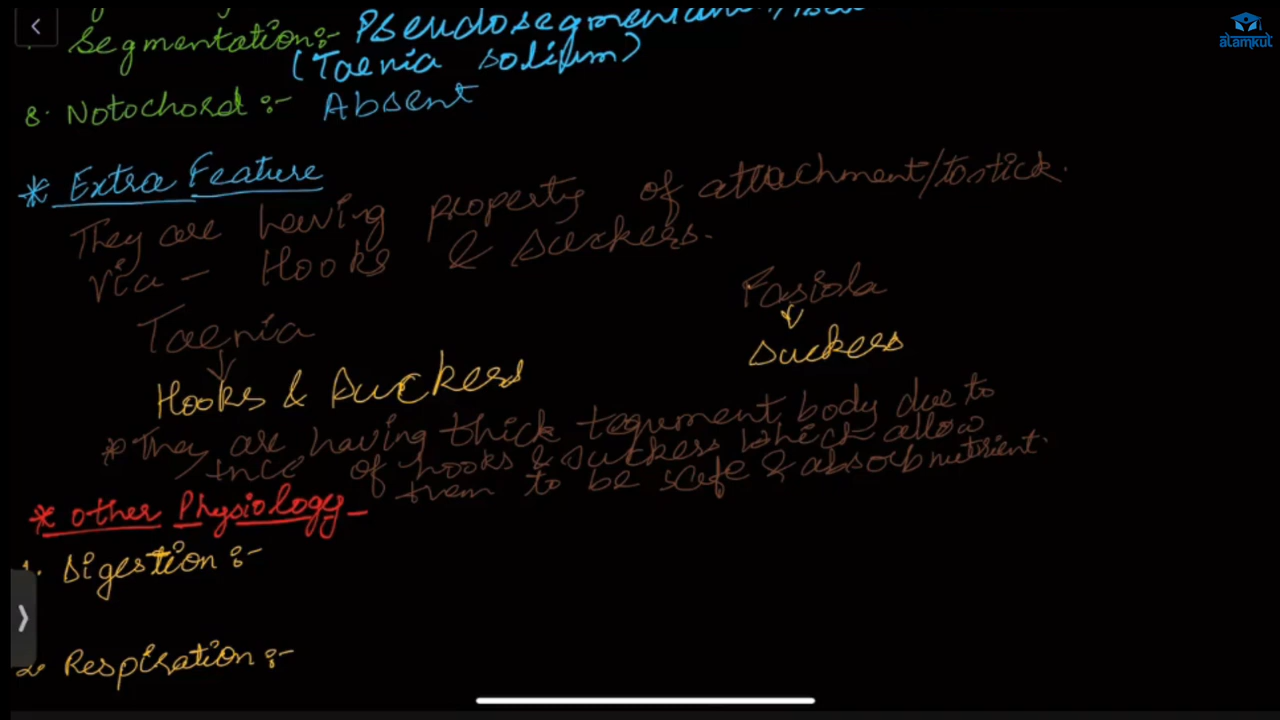 alamkut
Segmentation:- Pseudosegmentation/
(Taenia solium)
8. Notochord :- Absent
* Extra Feature
They are having property of attachment/to stick.
via - Hooks & Suckers.
Taenia
Fasiola
Hooks & Suckers
Suckers
* They are having thick tegument body due to
of hooks & suckers which allow
them to be safe & absorb nutrient.
* Other Physiology -
1. Digestion :-
2. Respiration :-